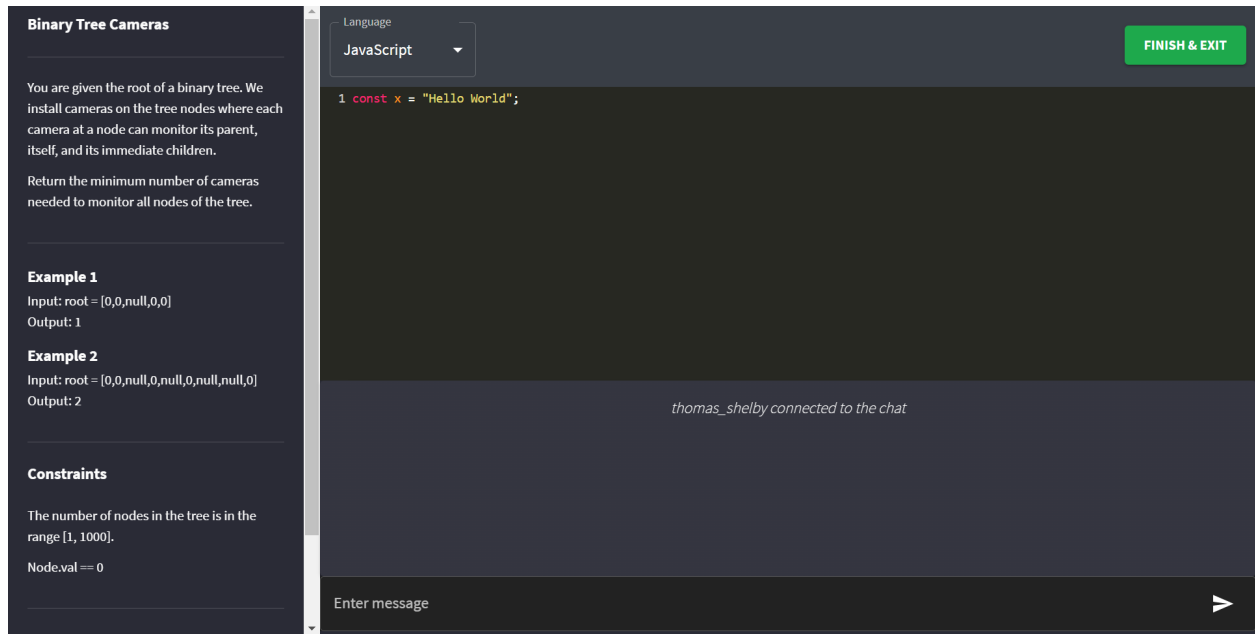 Binary Tree Cameras
You are given the root of a binary tree. We
install cameras on the tree nodes where each
camera at a node can monitor its parent,
itself, and its immediate children.
Return the minimum number of cameras
needed to monitor all nodes of the tree.
Example 1
Input: root = [0,0,null,0,0]
Output: 1
Example 2
Input: root = [0,0,null,0,null,0,null,null,0]
Output: 2
Constraints
The number of nodes in the tree is in the
range [1, 1000].
Node.val == 0
Language
JavaScript
FINISH & EXIT
1 const x = "Hello World";
thomas_shelby connected to the chat
Enter message